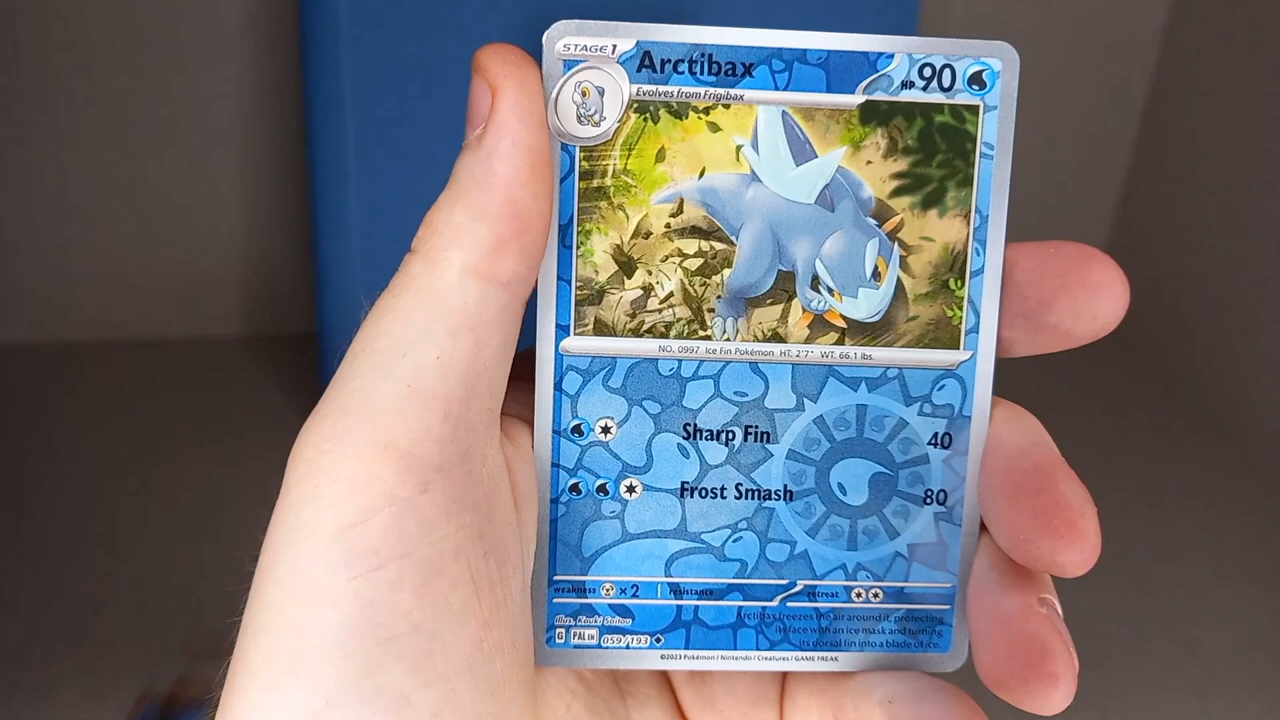 STAGE1
Arctibax
HP 90
Evolves from Frigibax
NO. 0997 Ice Fin Pokémon HT: 2'7" WT: 66.1 lbs.
Sharp Fin 40
Frost Smash 80
weakness ×2 resistance retreat
Illus. Kouki Saitou
Arctibax freezes the air around it, protecting
its face with an ice mask and turning
its dorsal fin into a blade of ice.
G PAL EN 059/193
©2023 Pokémon / Nintendo / Creatures / GAME FREAK